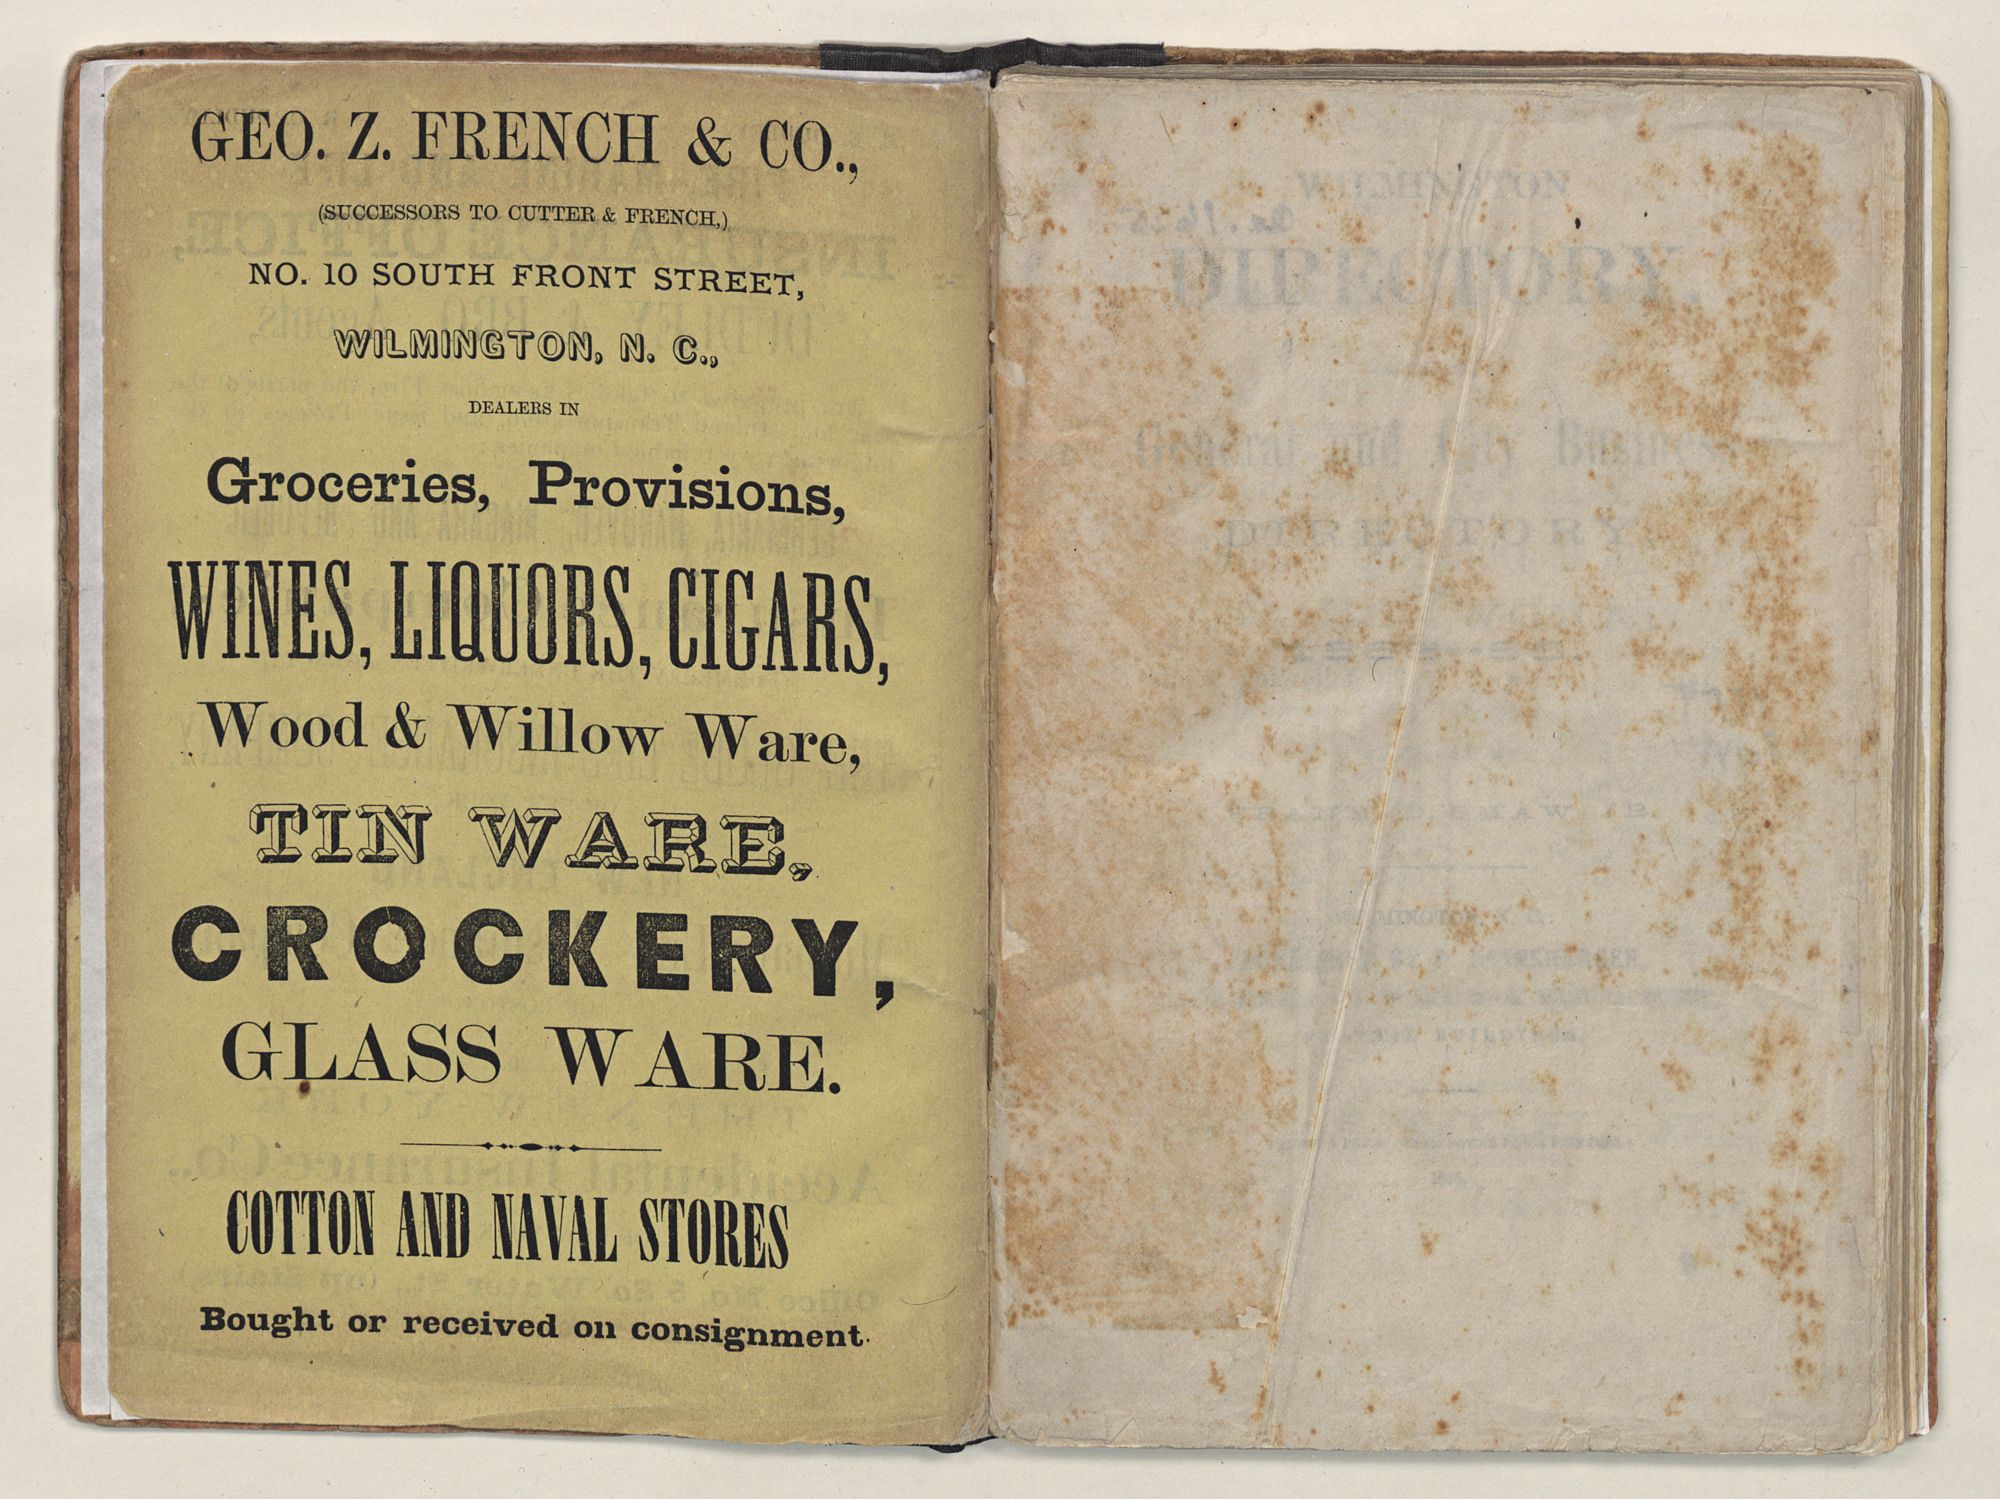 GEO. Z. FRENCH & CO.,
(SUCCESSORS TO CUTTER & FRENCH,)
NO. 10 SOUTH FRONT STREET,
WILMINGTON, N. C.,
DEALERS IN
Groceries, Provisions,
WINES, LIQUORS, CIGARS,
Wood & Willow Ware,
TIN WARE,
CROCKERY,
GLASS WARE.
COTTON AND NAVAL STORES
Bought or received on consignment.
WILMINGTON
DIRECTORY,
General and City Business
DIRECTORY,